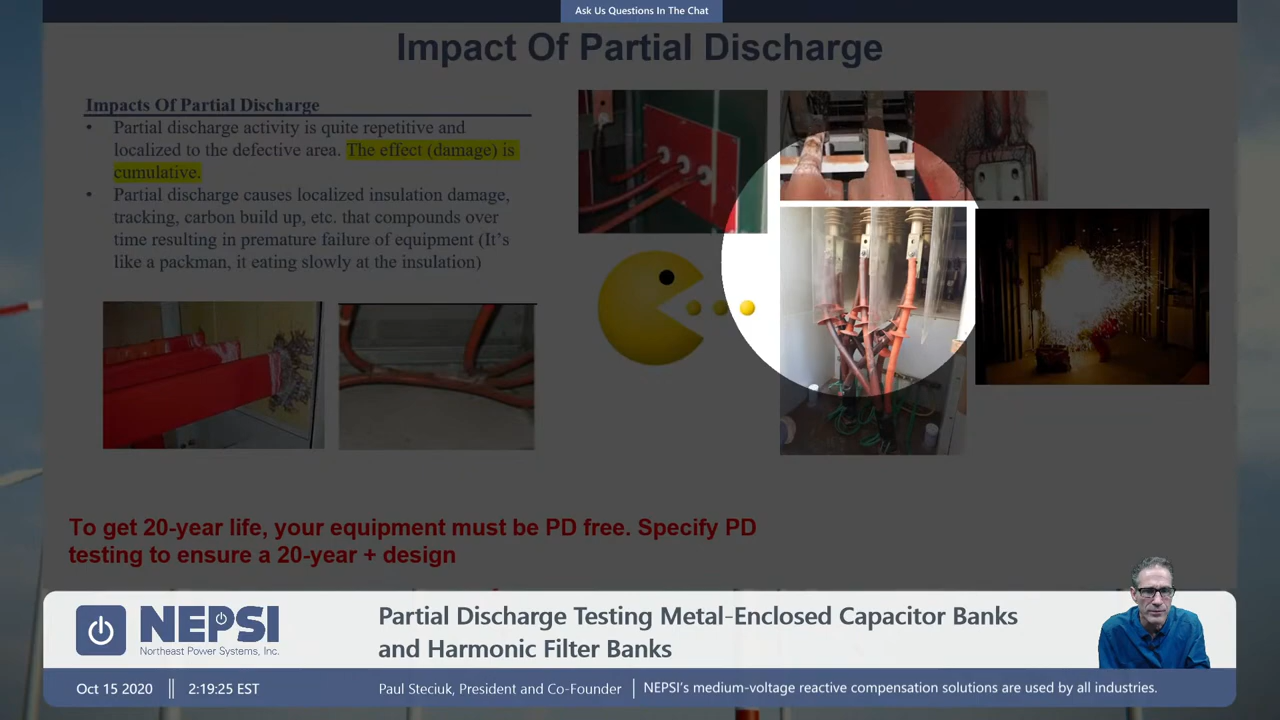 Ask Us Questions In The Chat
Impact Of Partial Discharge
Impacts Of Partial Discharge
• Partial discharge activity is quite repetitive and
localized to the defective area. The effect (damage) is
cumulative.
• Partial discharge causes localized insulation damage,
tracking, carbon build up, etc. that compounds over
time resulting in premature failure of equipment (It’s
like a packman, it eating slowly at the insulation)
To get 20-year life, your equipment must be PD free. Specify PD
testing to ensure a 20-year + design
NEPSI
Northeast Power Systems, Inc.
Partial Discharge Testing Metal-Enclosed Capacitor Banks
and Harmonic Filter Banks
Oct 15 2020
2:19:25 EST
Paul Steciuk, President and Co-Founder
NEPSI’s medium-voltage reactive compensation solutions are used by all industries.